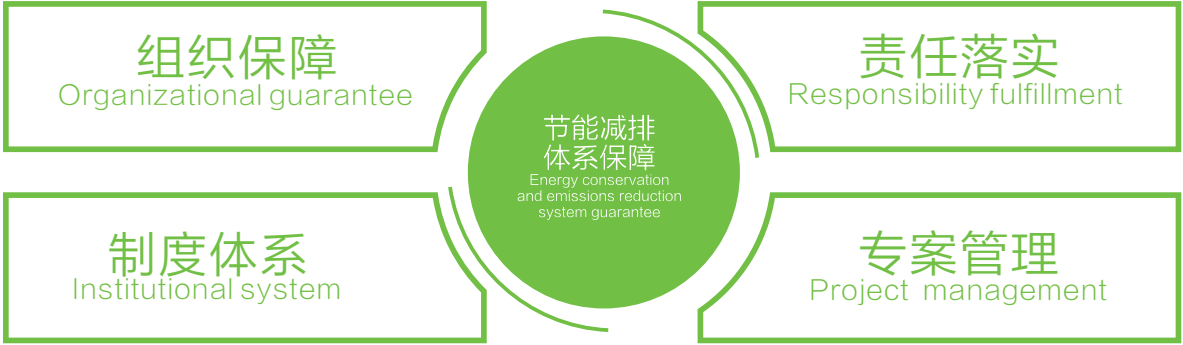 组织保障
Organizational guarantee
责任落实
Responsibility fulfillment
节能减排
体系保障
Energy conservation
and emissions reduction
system guarantee
制度体系
Institutional system
专案管理
Project management